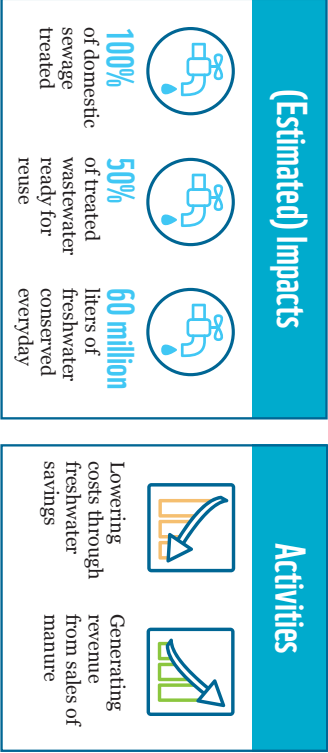 (Estimated) Impacts
100%
of domestic
sewage
treated
50%
of treated
wastewater
ready for
reuse
60 million
liters of
freshwater
conserved
everyday
Activities
Lowering
costs through
freshwater
savings
Generating
revenue
from sales of
manure